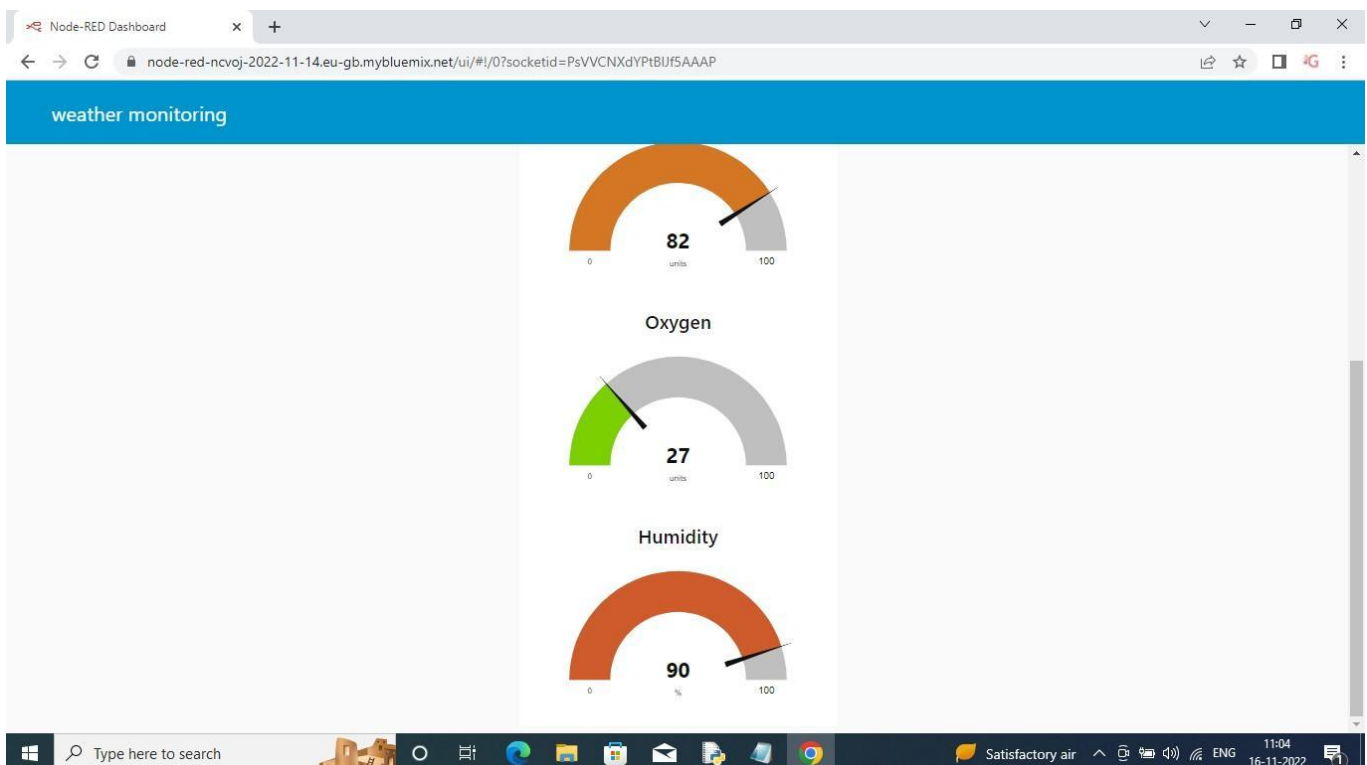 Node-RED Dashboard
node-red-ncvoj-2022-11-14.eu-gb.mybluemix.net/ui/#!/0?socketid=PsVVCNXdYPtBIJf5AAAP
weather monitoring
82
0 units 100
Oxygen
27
0 units 100
Humidity
90
0 % 100
Type here to search
Satisfactory air ENG 11:04
16-11-2022